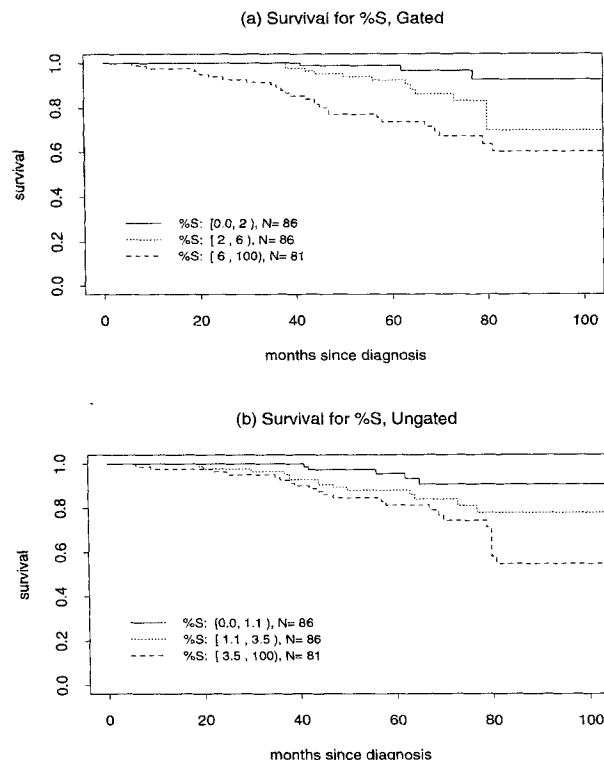 (a) Survival for %S, Gated
survival
1.0
0.8
0.6
0.4
0.2
0.0
%S: [0.0, 2 ), N= 86
%S: [ 2 , 6 ), N= 86
%S: [ 6 , 100), N= 81
0 20 40 60 80 100
months since diagnosis
(b) Survival for %S, Ungated
survival
1.0
0.8
0.6
0.4
0.2
0.0
%S: [0.0, 1.1 ), N= 86
%S: [ 1.1 , 3.5), N= 86
%S: [ 3.5, 100), N= 81
0 20 40 60 80 100
months since diagnosis